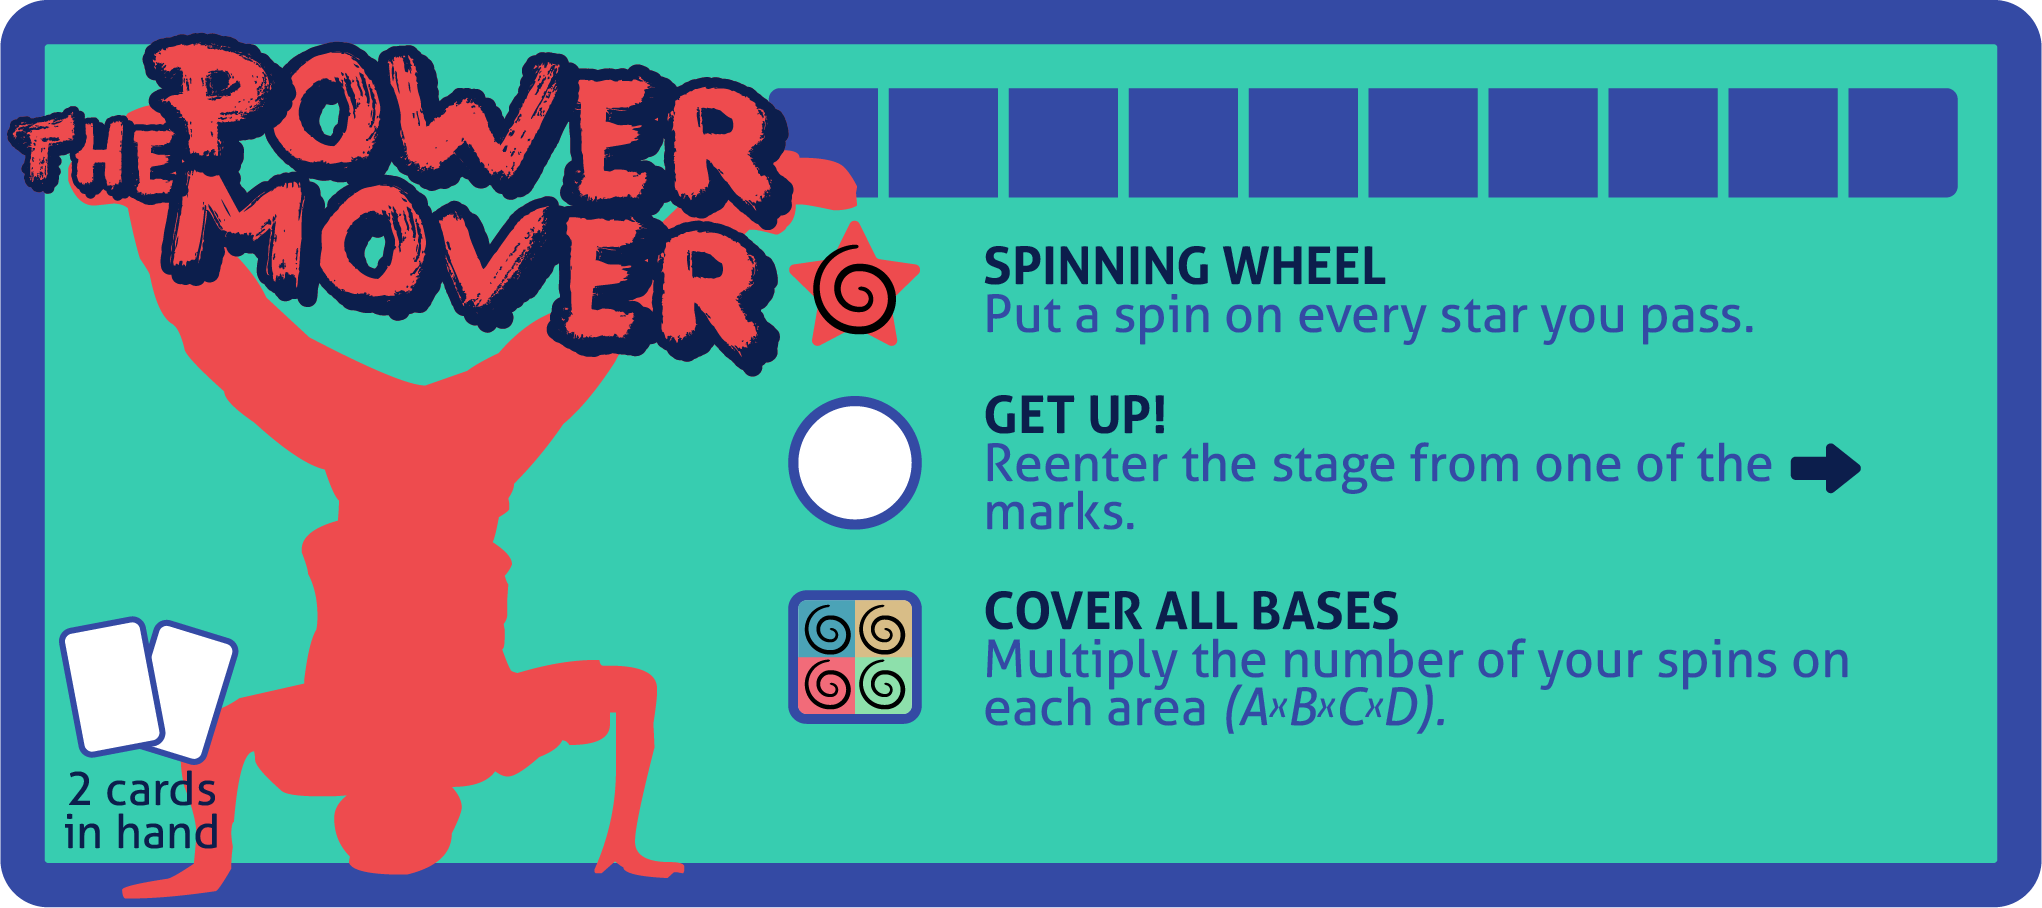 THE POWER
MOVER
SPINNING WHEEL
Put a spin on every star you pass.
GET UP!
Reenter the stage from one of the
marks.
COVER ALL BASES
Multiply the number of your spins on
each area (AxBxCxD).
2 cards
in hand